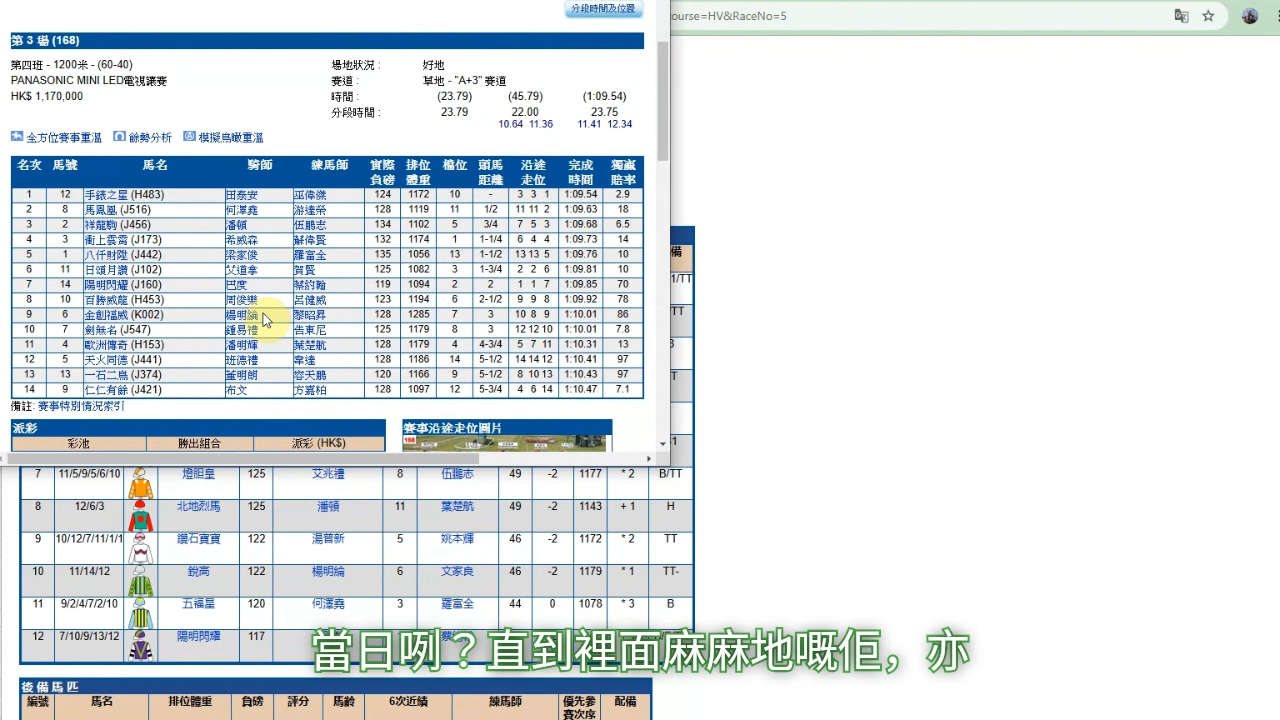 分段時間及位置
ourse=HV&RaceNo=5
第 3 場 (168)
第四班 - 1200米 - (60-40) 場地狀況 : 好地
PANASONIC MINI LED電視讓賽 賽道 : 草地 - "A+3" 賽道
HK$ 1,170,000 時間 : (23.79) (45.79) (1:09.54)
分段時間 : 23.79 22.00 23.75
10.64 11.36 11.41 12.34
全方位賽事重溫 餘勢分析 模擬鳥瞰重溫
名次 馬號 馬名 騎師 練馬師 實際負磅 排位體重 檔位 頭馬距離 沿途走位 完成時間 獨贏賠率
1 12 手錶之星 (H483) 田泰安 巫偉傑 124 1172 10 - 3 3 1 1:09.54 2.9
2 8 馬鳳凰 (J516) 何澤堯 游達榮 128 1119 11 1/2 11 11 2 1:09.63 18
3 2 祥龍駒 (J456) 潘頓 伍鵬志 134 1102 5 3/4 7 5 3 1:09.68 6.5
4 3 衝上雲霄 (J173) 希威森 蘇偉賢 132 1174 1 1-1/4 6 4 4 1:09.73 14
5 1 八仟財陞 (J442) 梁家俊 羅富全 135 1056 13 1-1/2 13 13 5 1:09.76 10
6 11 日頌月讚 (J102) 艾道拿 賀賢 125 1082 3 1-3/4 2 2 6 1:09.81 10
7 14 陽明閃耀 (J160) 巴度 蔡約翰 119 1094 2 2 1 1 7 1:09.85 70
8 10 百勝威龍 (H453) 周俊樂 呂健威 123 1194 6 2-1/2 9 9 8 1:09.92 78
9 6 金創福威 (K002) 楊明綸 黎昭昇 128 1285 7 3 10 8 9 1:10.01 86
10 7 劍無名 (J547) 鍾易禮 告東尼 125 1179 8 3 12 12 10 1:10.01 7.8
11 4 歐洲傳奇 (H153) 潘明輝 葉楚航 128 1179 4 4-3/4 5 7 11 1:10.31 13
12 5 天火同德 (J441) 班德禮 韋達 128 1186 14 5-1/2 14 14 12 1:10.41 97
13 13 一石二鳥 (J374) 董明朗 容天鵬 120 1166 9 5-1/2 8 10 13 1:10.43 97
14 9 仁仁有餘 (J421) 布文 方嘉柏 128 1097 12 5-3/4 4 6 14 1:10.47 7.1
備註: 賽事特別情況索引
派彩 賽事沿途走位圖片
彩池 勝出組合 派彩 (HK$)
168
備
1/TT
7 11/5/9/5/6/10 燈胆皇 125 艾兆禮 8 伍鵬志 49 -2 1177 * 2 B/TT
8 12/6/3 北地烈馬 125 潘頓 11 葉楚航 49 -2 1143 + 1 H
9 10/12/7/11/1/1 鑽石寶寶 122 湯普新 5 姚本輝 46 -2 1172 * 2 TT
10 11/14/12 銳高 122 楊明綸 6 文家良 46 -2 1179 * 1 TT-
11 9/2/4/7/2/10 五福星 120 何澤堯 3 羅富全 44 0 1078 * 3 B
12 7/10/9/13/12 陽明閃耀 117
當日咧？直到裡面麻麻地嘅佢，亦
後備馬匹
編號 馬名 排位體重 負磅 評分 馬齡 6次近績 練馬師 優先參賽次序 配備